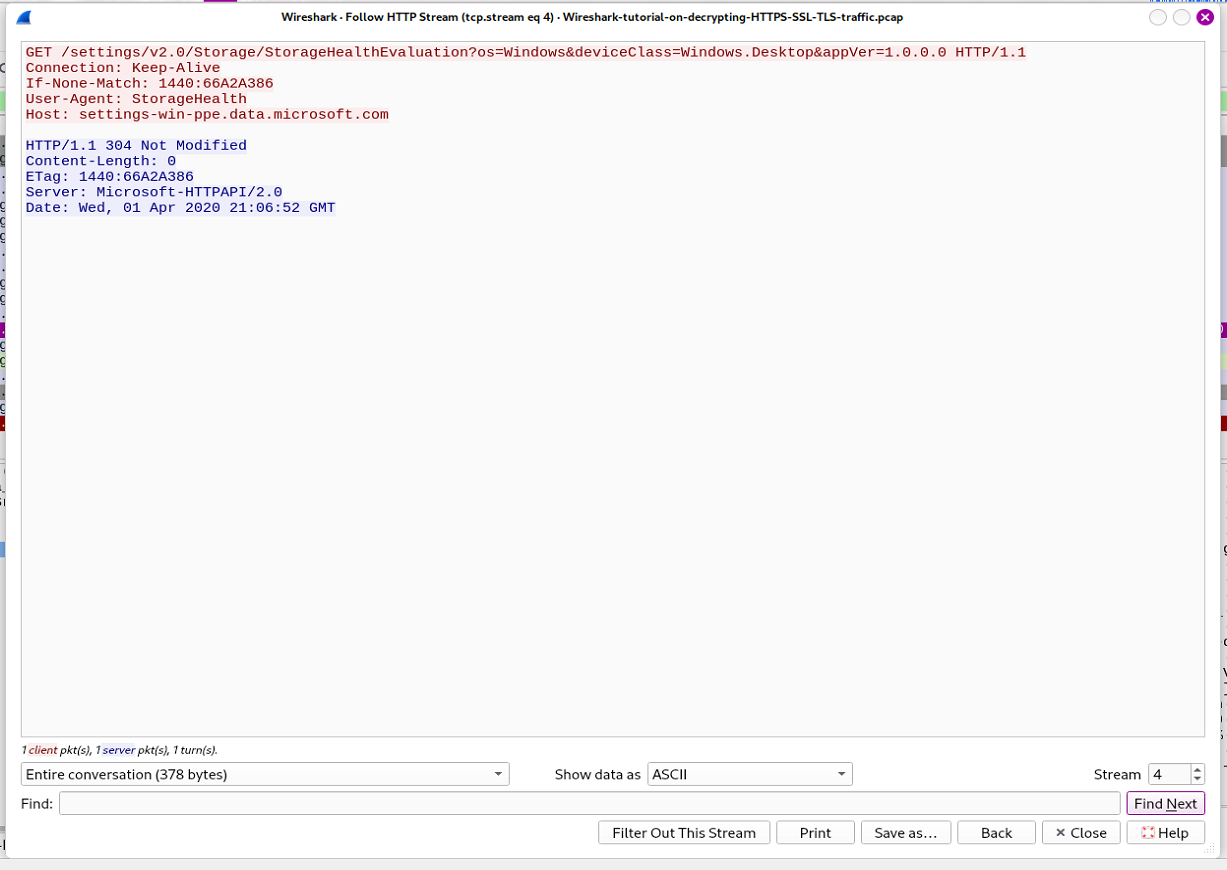 Wireshark · Follow HTTP Stream (tcp.stream eq 4) · Wireshark-tutorial-on-decrypting-HTTPS-SSL-TLS-traffic.pcap
GET /settings/v2.0/Storage/StorageHealthEvaluation?os=Windows&deviceClass=Windows.Desktop&appVer=1.0.0.0 HTTP/1.1
Connection: Keep-Alive
If-None-Match: 1440:66A2A386
User-Agent: StorageHealth
Host: settings-win-ppe.data.microsoft.com
HTTP/1.1 304 Not Modified
Content-Length: 0
ETag: 1440:66A2A386
Server: Microsoft-HTTPAPI/2.0
Date: Wed, 01 Apr 2020 21:06:52 GMT
1 client pkt(s), 1 server pkt(s), 1 turn(s).
Entire conversation (378 bytes) Show data as ASCII Stream 4
Find: Find Next
Filter Out This Stream Print Save as… Back Close Help